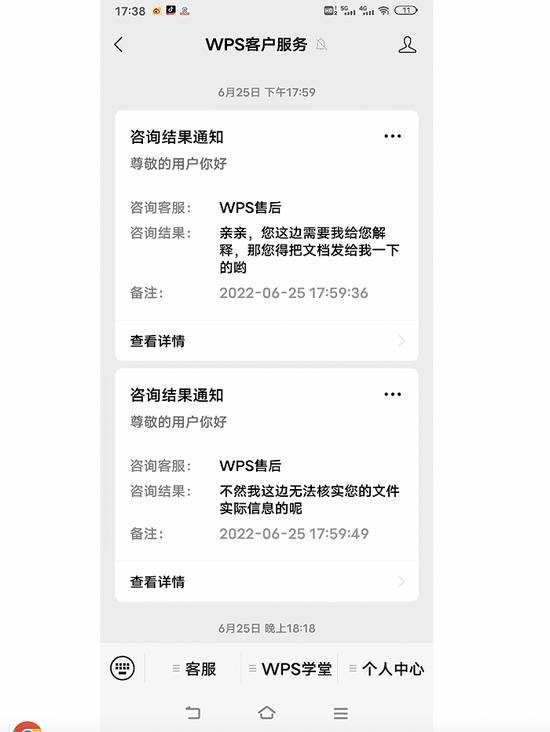 17:38
HD 1 2 5G 4G 11
WPS客户服务
6月25日 下午17:59
咨询结果通知
尊敬的用户你好
咨询客服: WPS售后
咨询结果: 亲亲，您这边需要我给您解
释，那您得把文档发给我一下
的哟
备注: 2022-06-25 17:59:36
查看详情
咨询结果通知
尊敬的用户你好
咨询客服: WPS售后
咨询结果: 不然我这边无法核实您的文件
实际信息的呢
备注: 2022-06-25 17:59:49
查看详情
6月25日 晚上18:18
客服 WPS学堂 个人中心